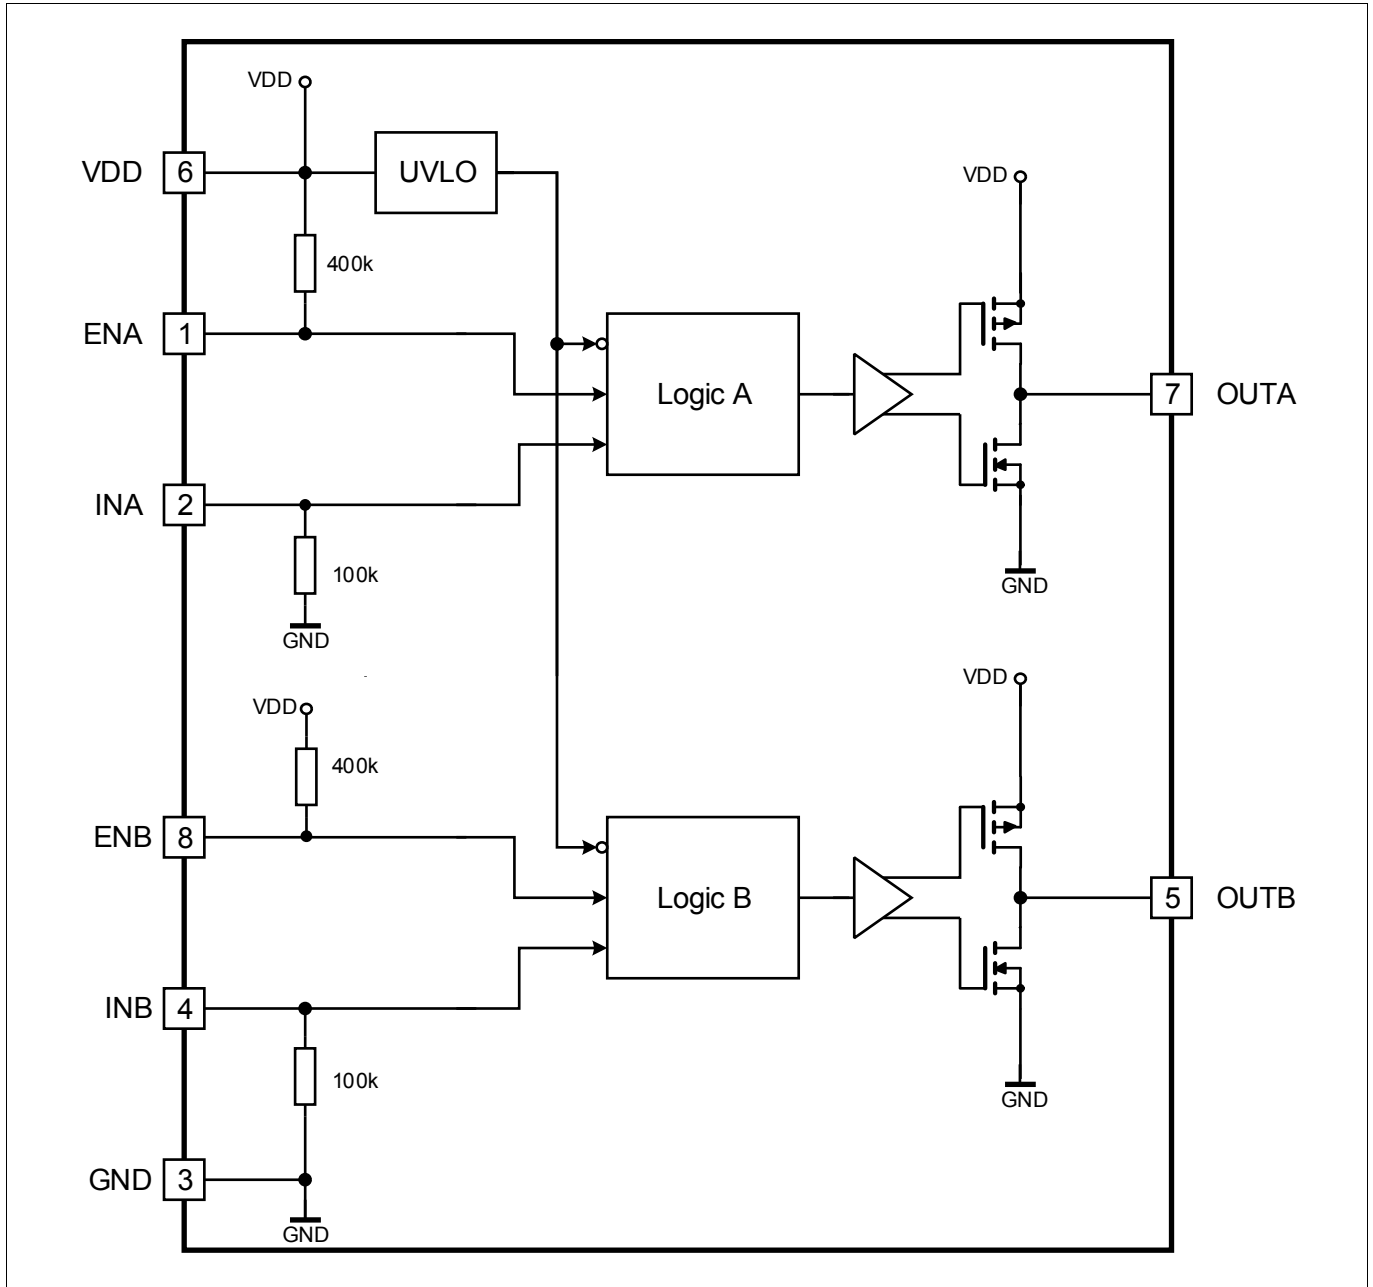 VDD
VDD 6 UVLO
VDD
400k
ENA 1
Logic A
7 OUTA
INA 2
100k
GND
GND
VDD
VDD
400k
ENB 8
Logic B
5 OUTB
INB 4
100k
GND
GND 3
GND